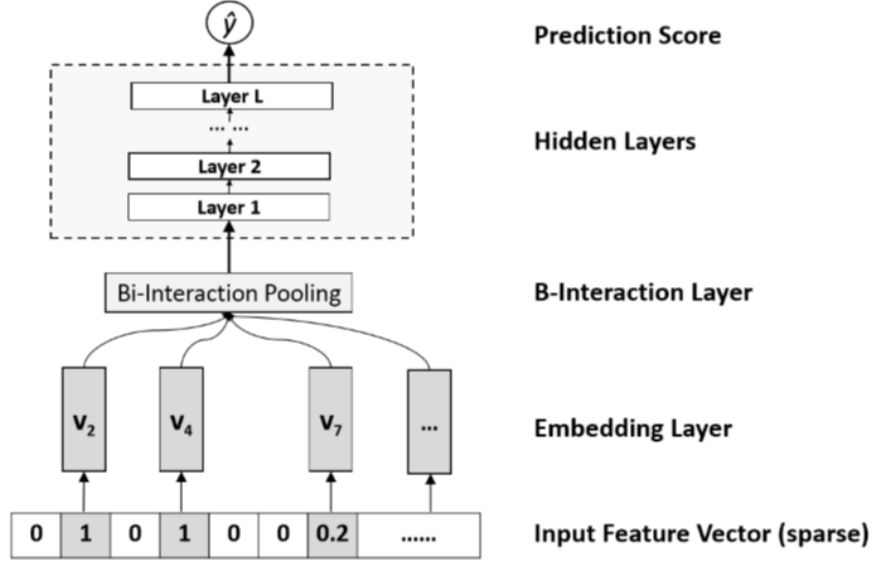 ŷ
Prediction Score
Layer L
... ...
Hidden Layers
Layer 2
Layer 1
Bi-Interaction Pooling
B-Interaction Layer
V₂ V₄ V₇ ...
Embedding Layer
0 1 0 1 0 0 0.2 ......
Input Feature Vector (sparse)